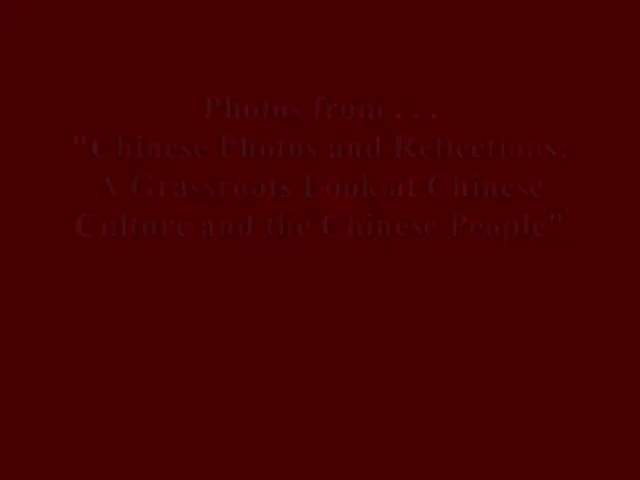 Photos from . . .
"Chinese Photos and Reflections:
A Grassroots Look at Chinese
Culture and the Chinese People"